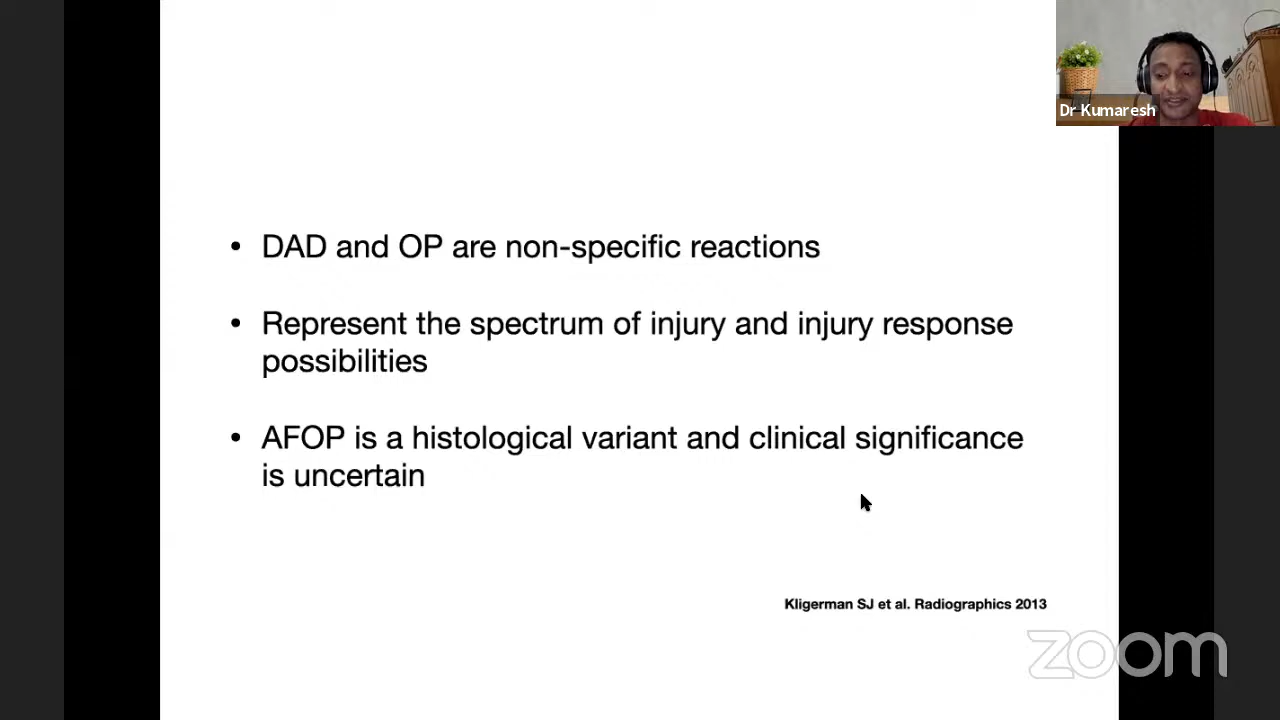 Dr Kumaresh
• DAD and OP are non-specific reactions
• Represent the spectrum of injury and injury response
possibilities
• AFOP is a histological variant and clinical significance
is uncertain
Kligerman SJ et al. Radiographics 2013
zoom